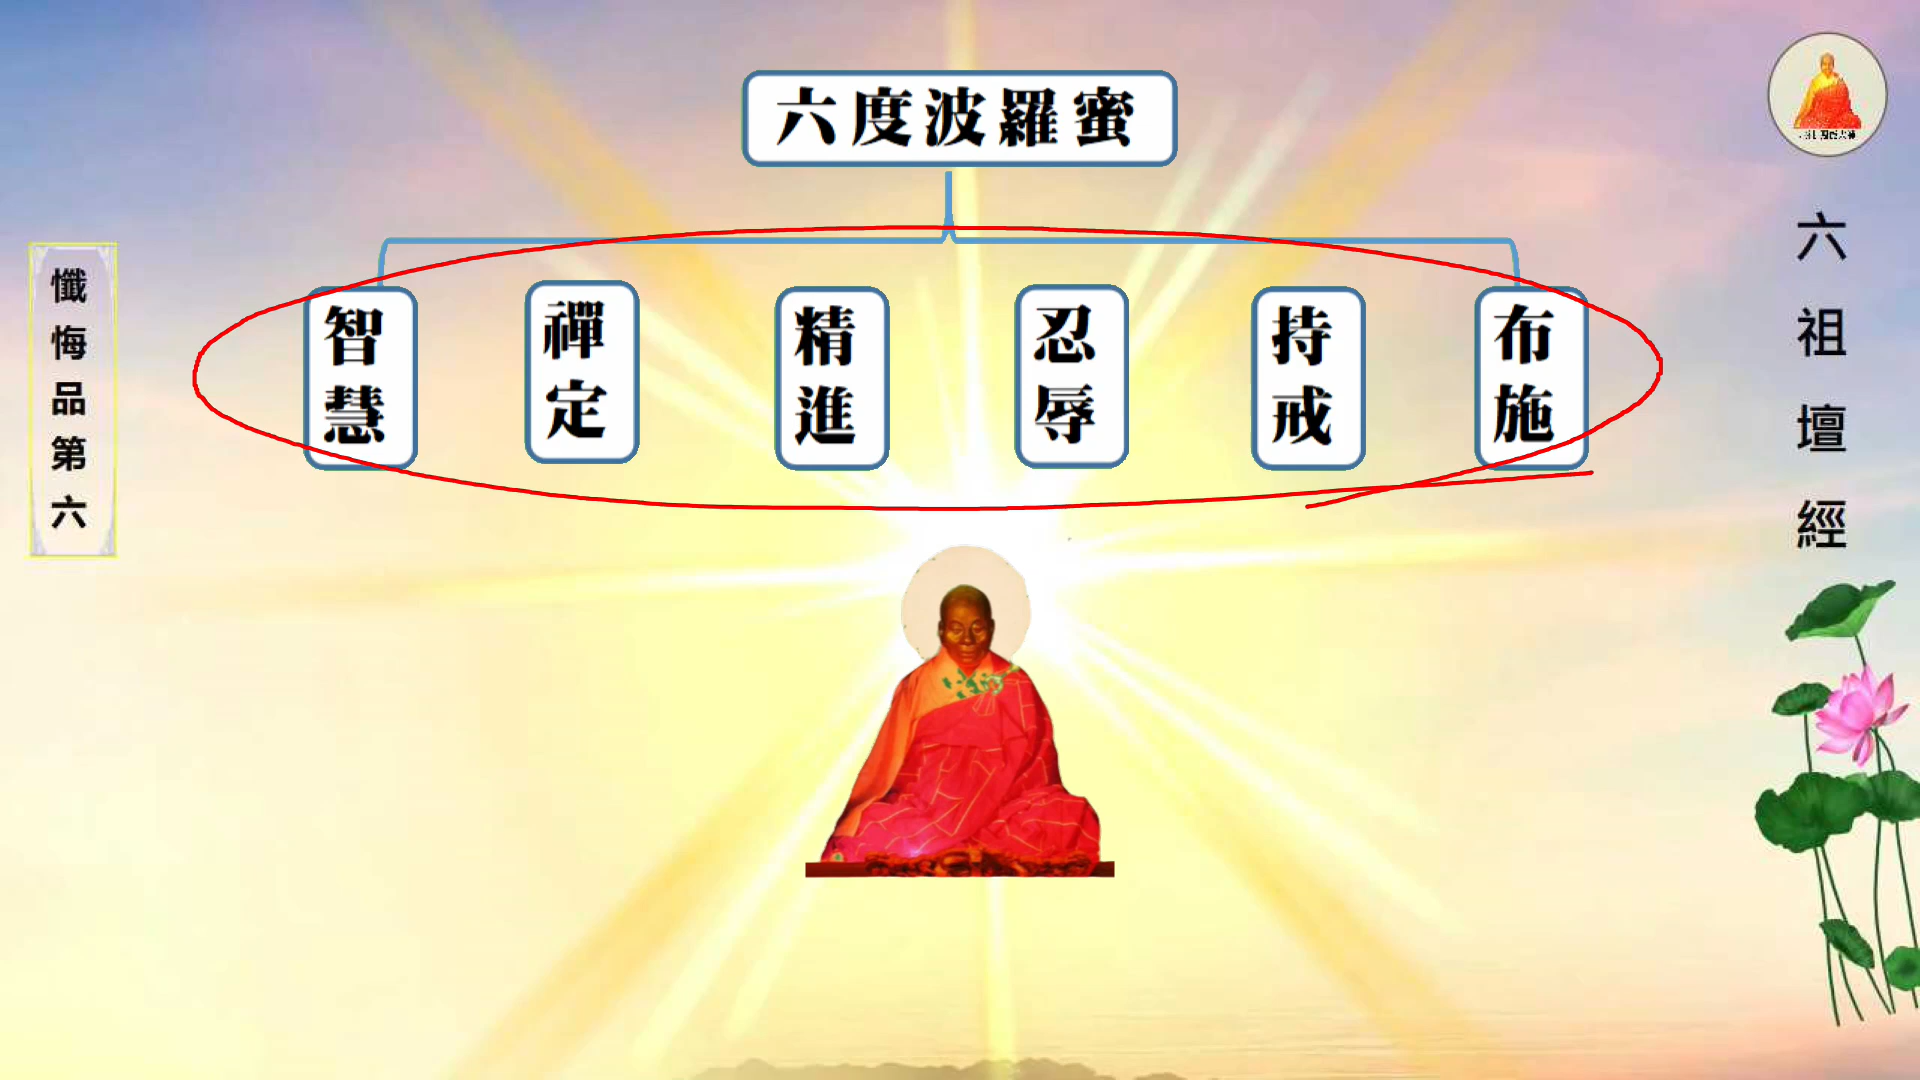 六度波羅蜜
布施
持戒
忍辱
精進
禪定
智慧
六祖壇經
懺悔品第六